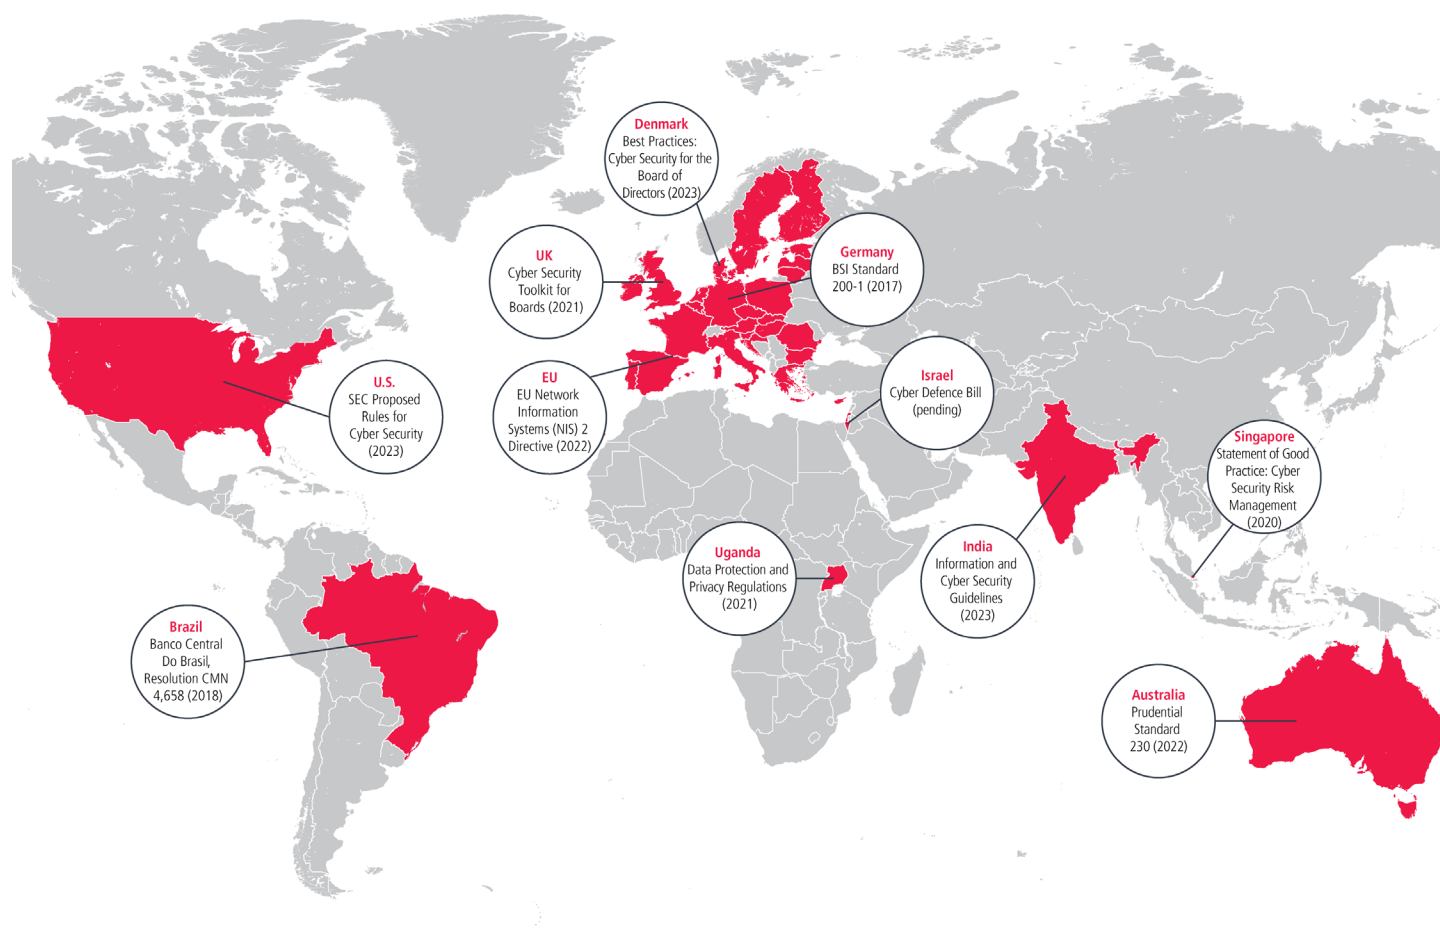 Denmark
Best Practices:
Cyber Security for the
Board of
Directors (2023)
UK
Cyber Security
Toolkit for
Boards (2021)
Germany
BSI Standard
200-1 (2017)
U.S.
SEC Proposed
Rules for
Cyber Security
(2023)
EU
EU Network
Information
Systems (NIS) 2
Directive (2022)
Israel
Cyber Defence Bill
(pending)
Singapore
Statement of Good
Practice: Cyber
Security Risk
Management
(2020)
Uganda
Data Protection and
Privacy Regulations
(2021)
India
Information and
Cyber Security
Guidelines
(2023)
Brazil
Banco Central
Do Brasil,
Resolution CMN
4,658 (2018)
Australia
Prudential
Standard
230 (2022)